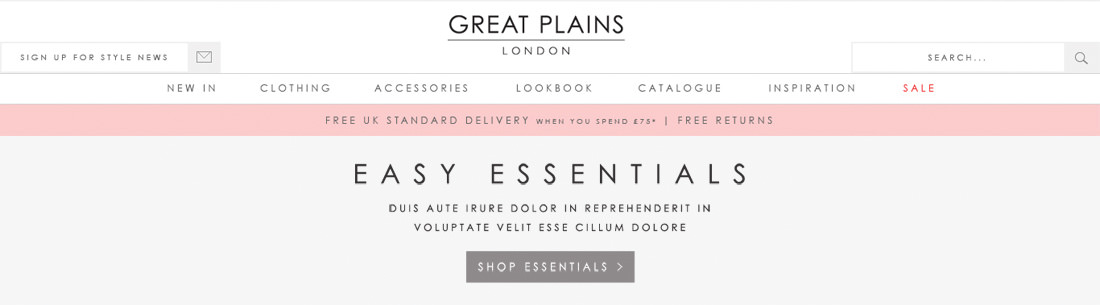 GREAT PLAINS
LONDON
SIGN UP FOR STYLE NEWS
SEARCH...
NEW IN CLOTHING ACCESSORIES LOOKBOOK CATALOGUE INSPIRATION SALE
FREE UK STANDARD DELIVERY WHEN YOU SPEND £75* | FREE RETURNS
EASY ESSENTIALS
DUIS AUTE IRURE DOLOR IN REPREHENDERIT IN
VOLUPTATE VELIT ESSE CILLUM DOLORE
SHOP ESSENTIALS >